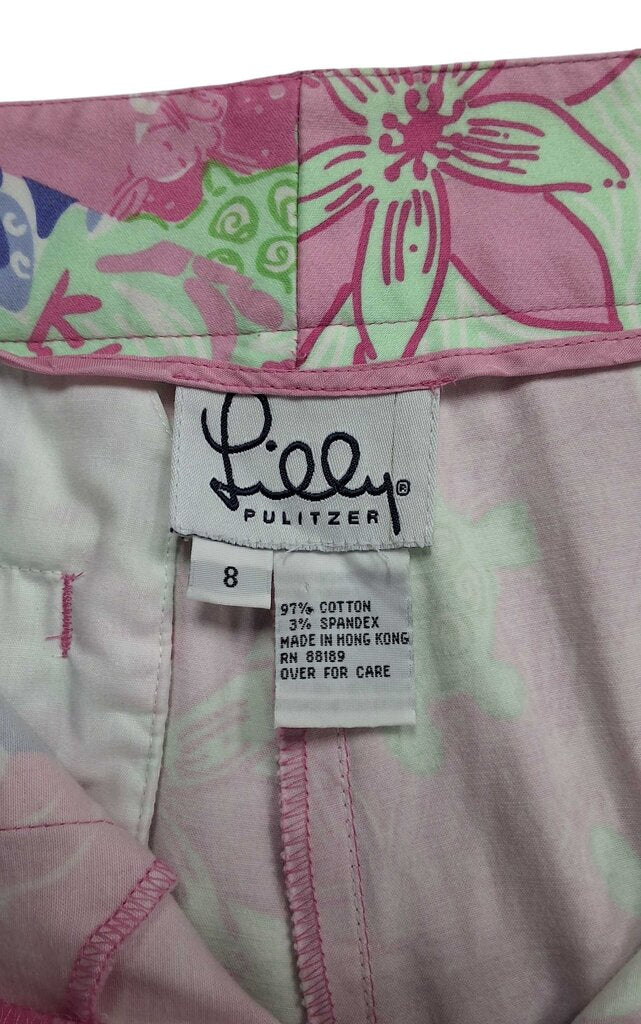 Lilly®
PULITZER
8
97% COTTON
3% SPANDEX
MADE IN HONG KONG
RN 88189
OVER FOR CARE